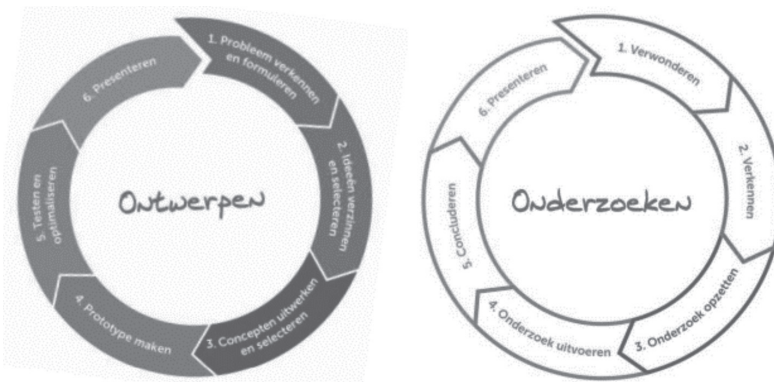 1. Probleem verkennen
en formuleren
2. Ideeën verzinnen
en selecteren
3. Concepten uitwerken
en selecteren
4. Prototype maken
5. Testen en
optimaliseren
6. Presenteren
Ontwerpen
1. Verwonderen
2. Verkennen
3. Onderzoek opzetten
4. Onderzoek uitvoeren
5. Concluderen
6. Presenteren
Onderzoeken